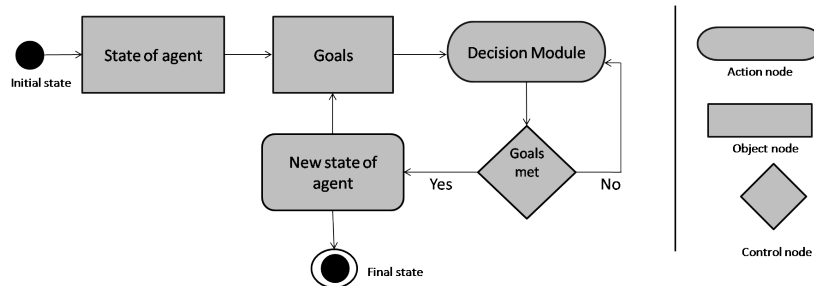 State of agent
Goals
Decision Module
Initial state
Goals
met
New state of
agent
Yes
No
Final state
Action node
Object node
Control node